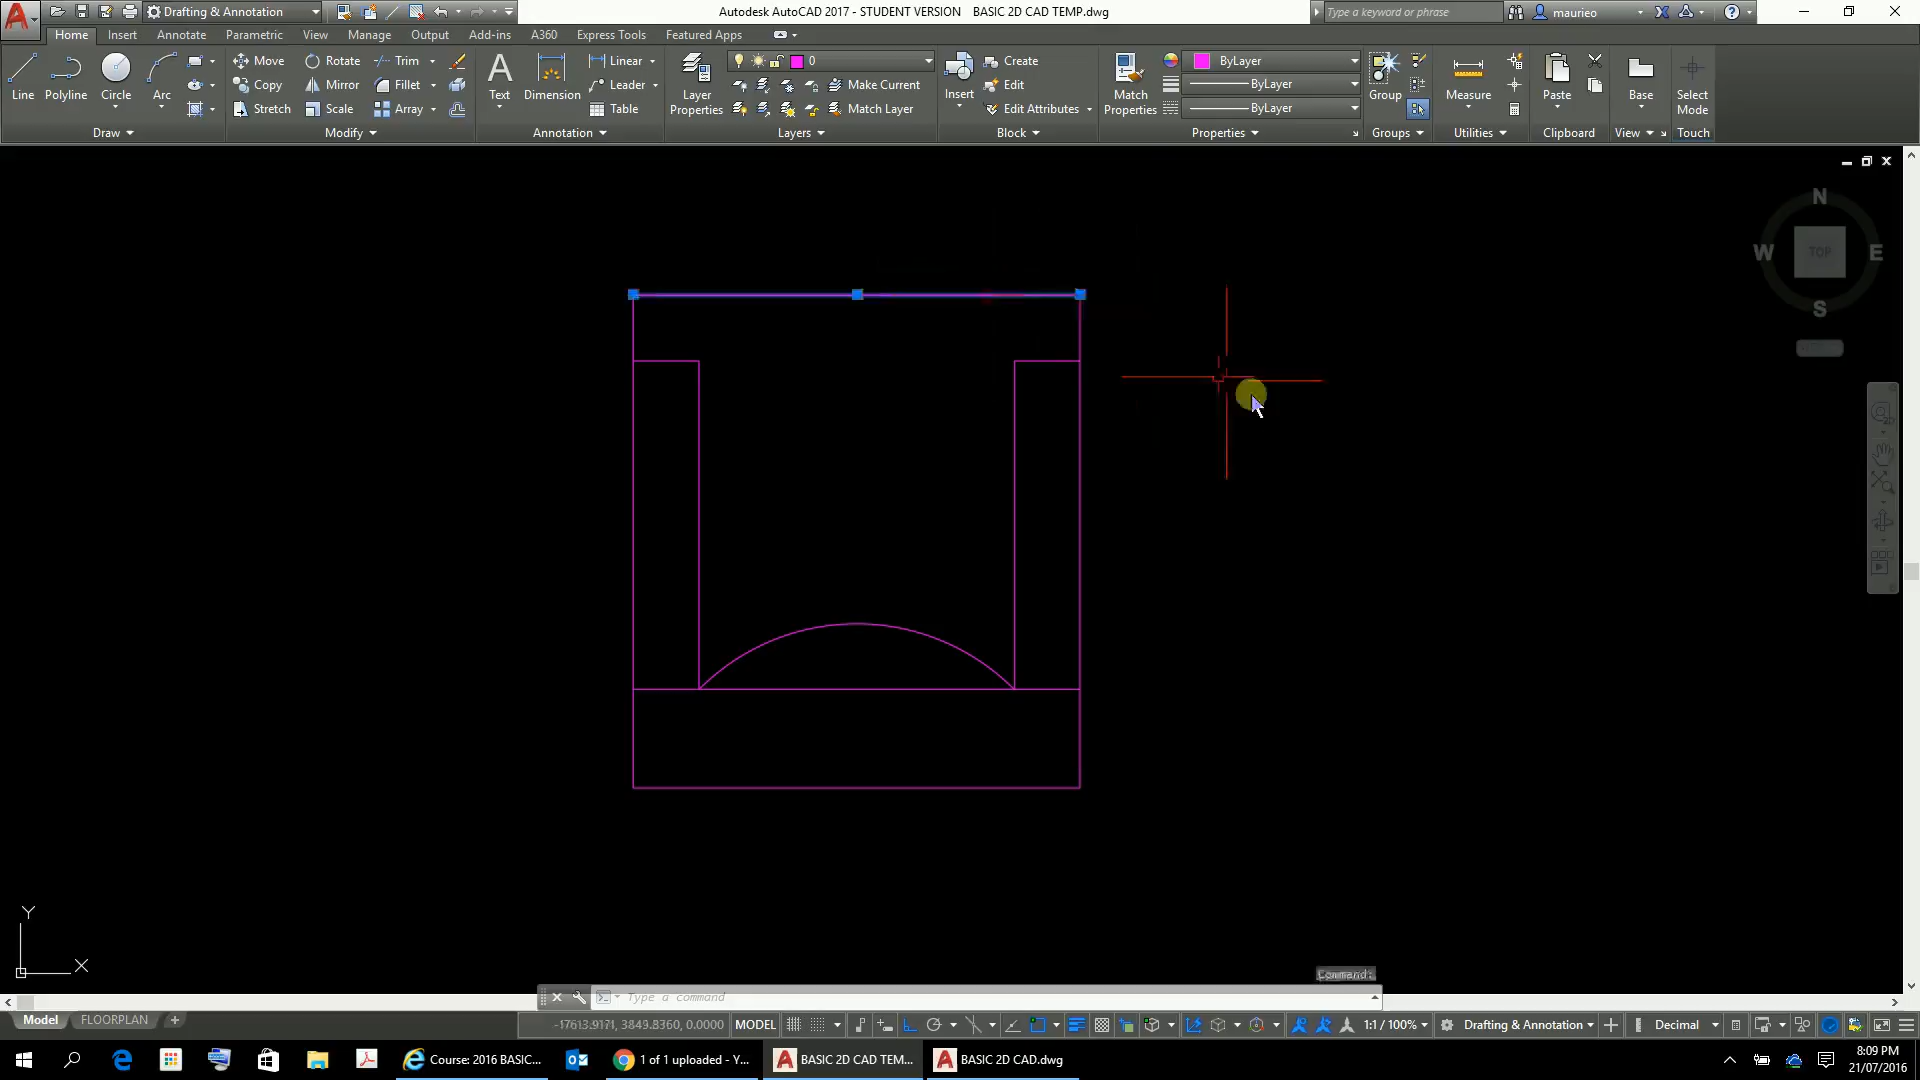 Drafting & Annotation
Autodesk AutoCAD 2017 - STUDENT VERSION BASIC 2D CAD TEMP.dwg
Type a keyword or phrase
maurieo
Home Insert Annotate Parametric View Manage Output Add-ins A360 Express Tools Featured Apps
Line Polyline Circle Arc
Move Rotate Trim
Copy Mirror Fillet
Stretch Scale Array
Text Dimension
Linear
Leader
Table
Layer Properties
0
Make Current
Match Layer
Insert
Create
Edit
Edit Attributes
Match Properties
ByLayer
ByLayer
ByLayer
Group
Measure
Paste
Base
Select Mode
Draw Modify Annotation Layers Block Properties Groups Utilities Clipboard View Touch
N
W TOP E
S
Y
X
Command:
Type a command
Model FLOORPLAN +
-17613.9171, 3843.8360, 0.0000 MODEL 1:1 / 100% Drafting & Annotation Decimal
Course: 2016 BASIC... 1 of 1 uploaded - Y... BASIC 2D CAD TEM... BASIC 2D CAD.dwg
8:09 PM
21/07/2016